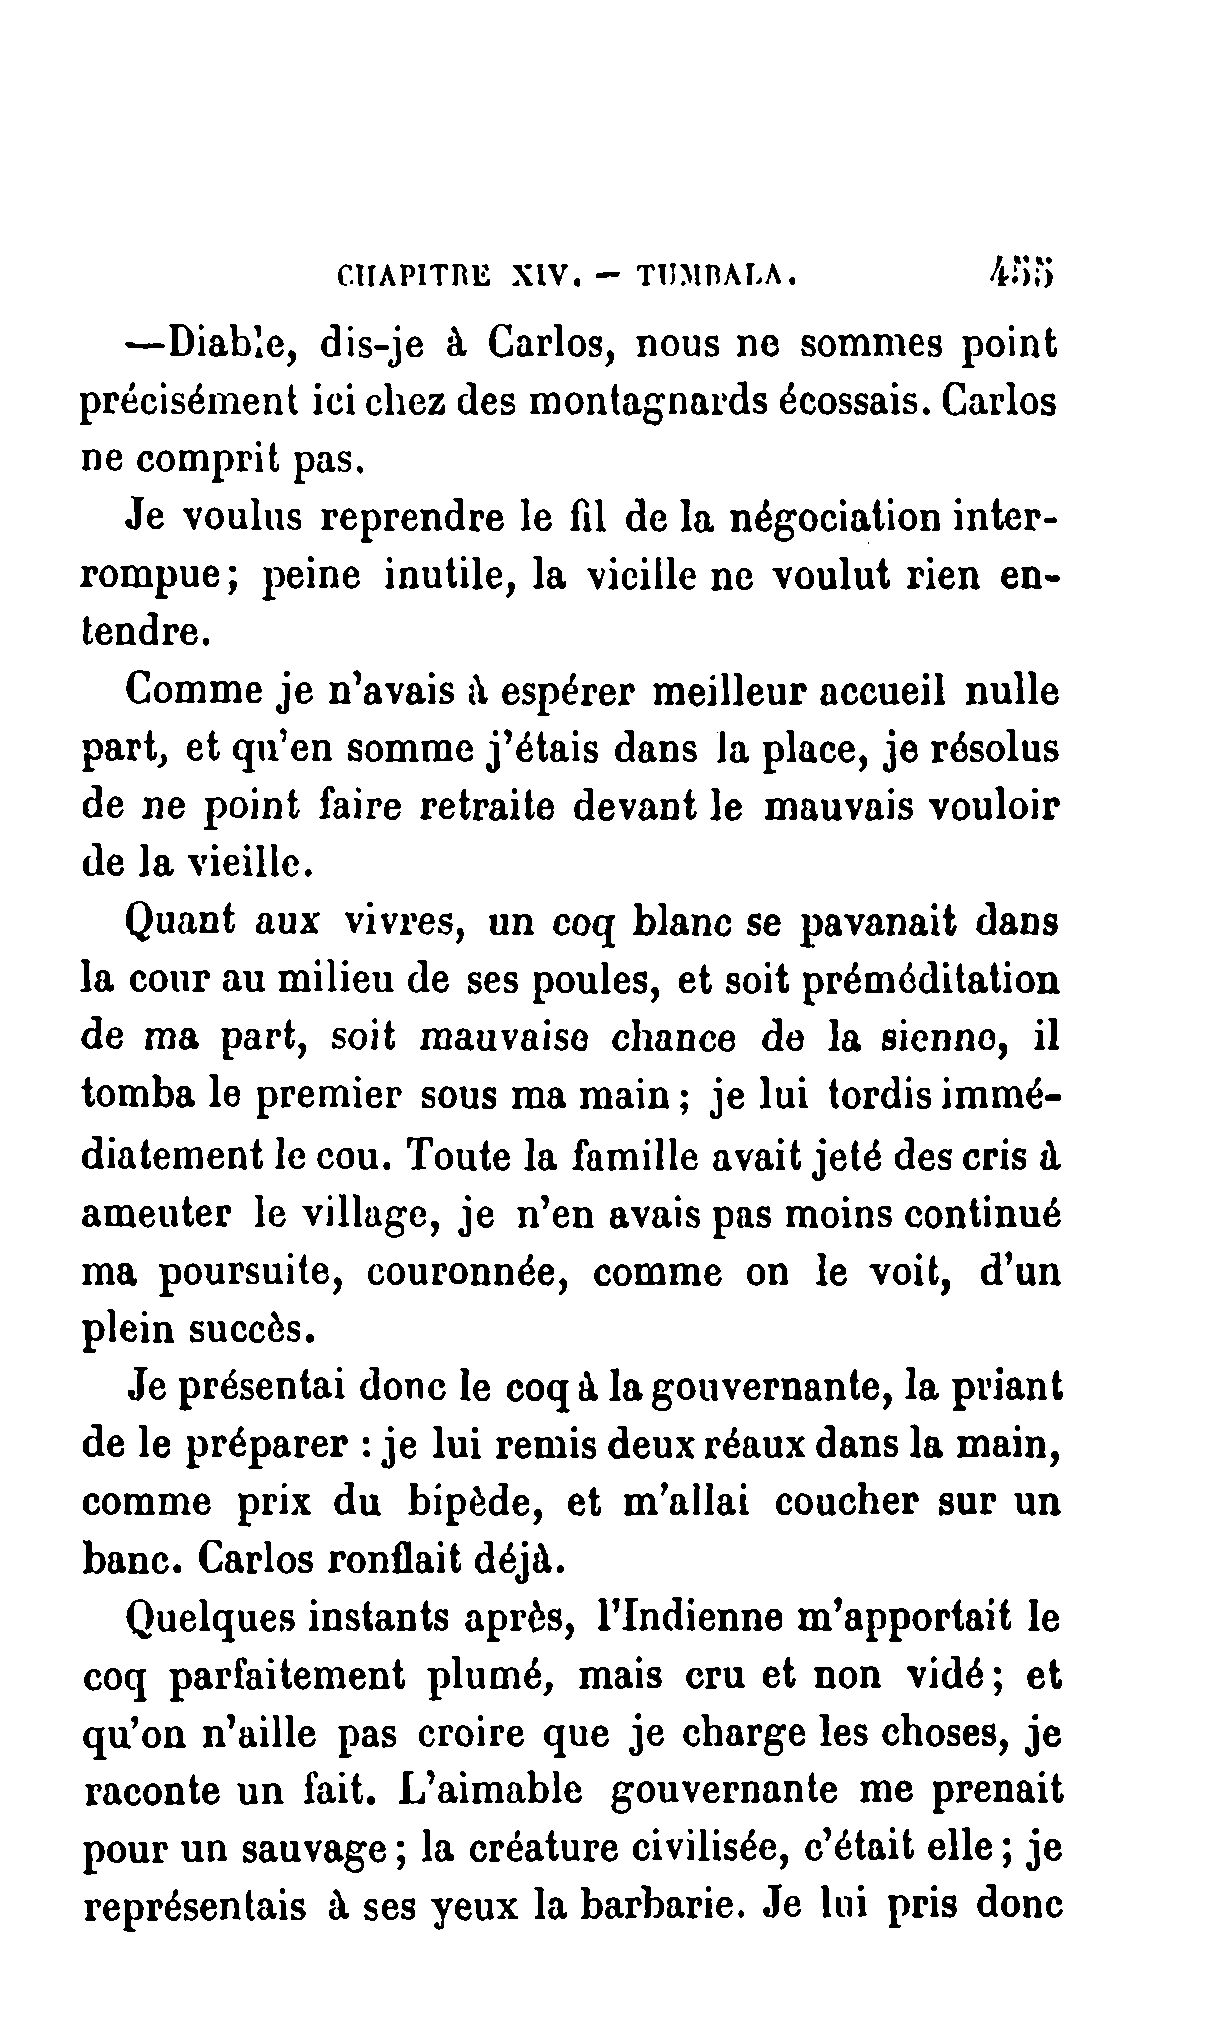 CHAPITRE XIV. — TUMBALA. 455
—Diable, dis-je à Carlos, nous ne sommes point
précisément ici chez des montagnards écossais. Carlos
ne comprit pas.
Je voulus reprendre le fil de la négociation inter-
rompue; peine inutile, la vieille ne voulut rien en-
tendre.
Comme je n'avais à espérer meilleur accueil nulle
part, et qu'en somme j'étais dans la place, je résolus
de ne point faire retraite devant le mauvais vouloir
de la vieille.
Quant aux vivres, un coq blanc se pavanait dans
la cour au milieu de ses poules, et soit préméditation
de ma part, soit mauvaise chance de la sienne, il
tomba le premier sous ma main; je lui tordis immé-
diatement le cou. Toute la famille avait jeté des cris à
ameuter le village, je n'en avais pas moins continué
ma poursuite, couronnée, comme on le voit, d'un
plein succès.
Je présentai donc le coq à la gouvernante, la priant
de le préparer : je lui remis deux réaux dans la main,
comme prix du bipède, et m'allai coucher sur un
banc. Carlos ronflait déjà.
Quelques instants après, l'Indienne m'apportait le
coq parfaitement plumé, mais cru et non vidé; et
qu'on n'aille pas croire que je charge les choses, je
raconte un fait. L'aimable gouvernante me prenait
pour un sauvage; la créature civilisée, c'était elle; je
représentais à ses yeux la barbarie. Je lui pris donc